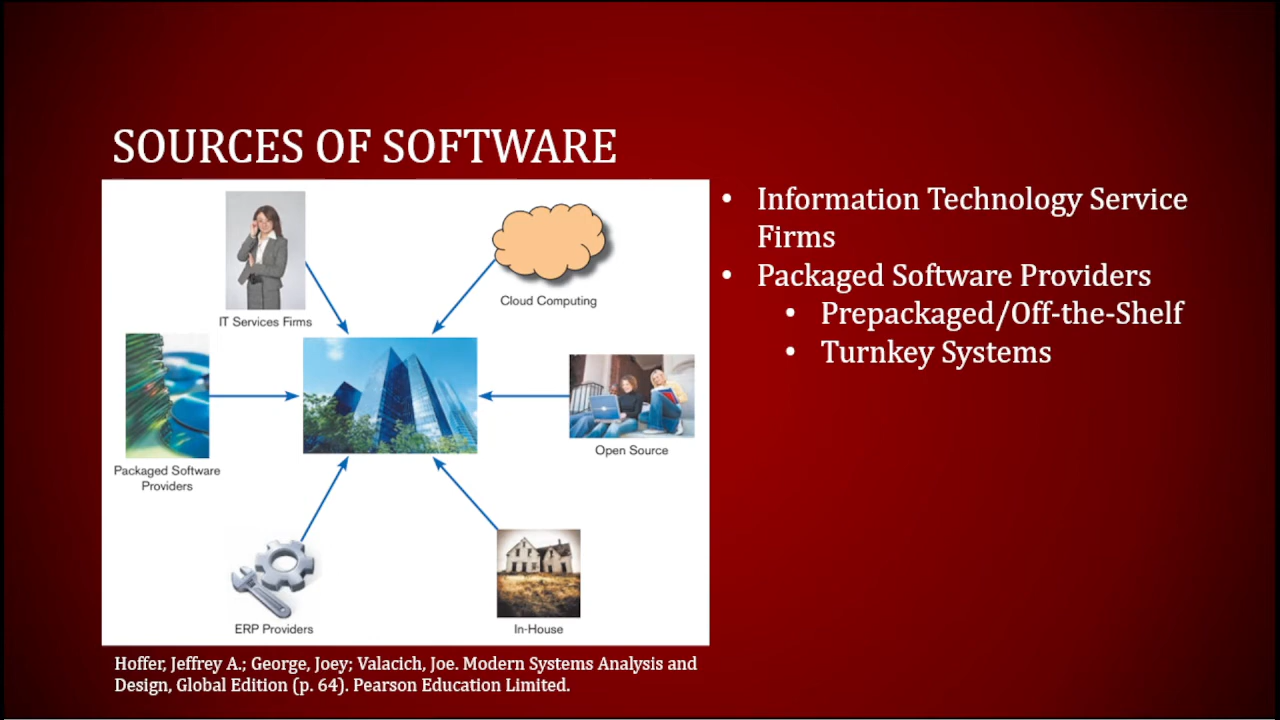 SOURCES OF SOFTWARE
IT Services Firms
Cloud Computing
Packaged Software
Providers
Open Source
ERP Providers
In-House
Hoffer, Jeffrey A.; George, Joey; Valacich, Joe. Modern Systems Analysis and
Design, Global Edition (p. 64). Pearson Education Limited.
• Information Technology Service
Firms
• Packaged Software Providers
• Prepackaged/Off-the-Shelf
• Turnkey Systems